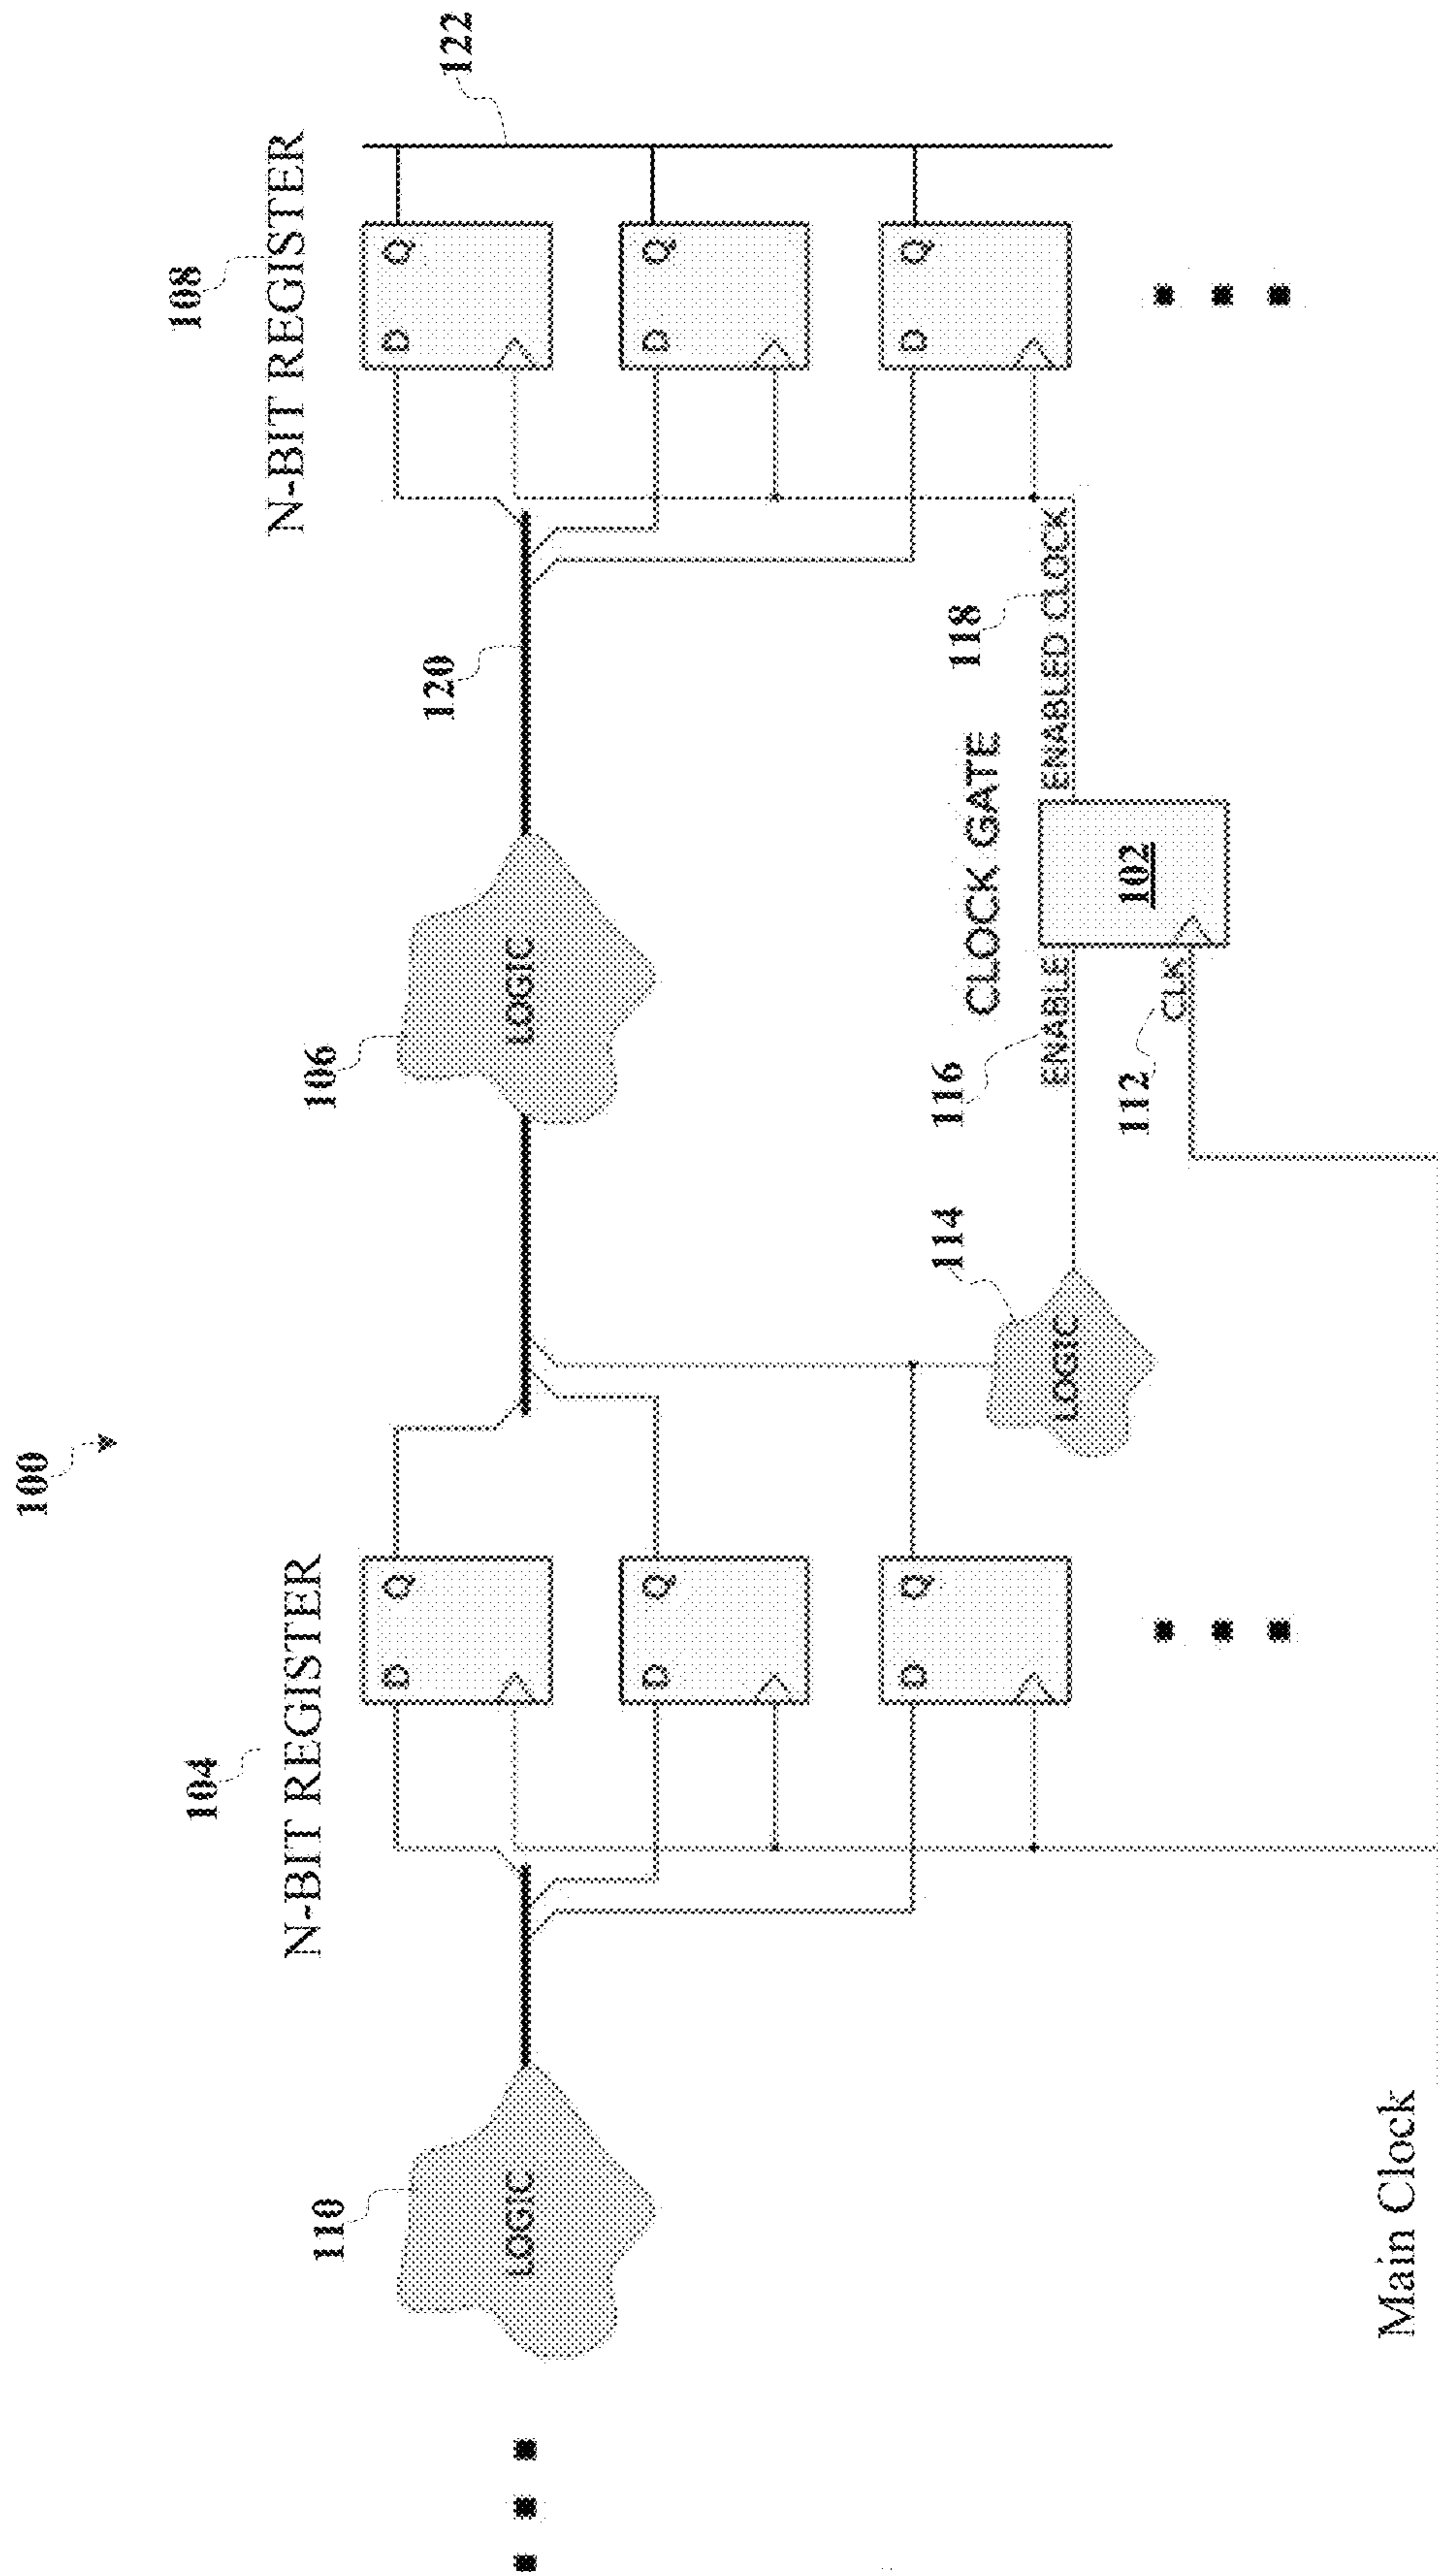 100
104
N-BIT REGISTER
108
N-BIT REGISTER
122
110
LOGIC
106
LOGIC
120
D
Q
D
Q
D
Q
D
Q
D
Q
D
Q
114
LOGIC
116
ENABLE
112
CLK
CLOCK GATE
102
118
ENABLED CLOCK
Main Clock